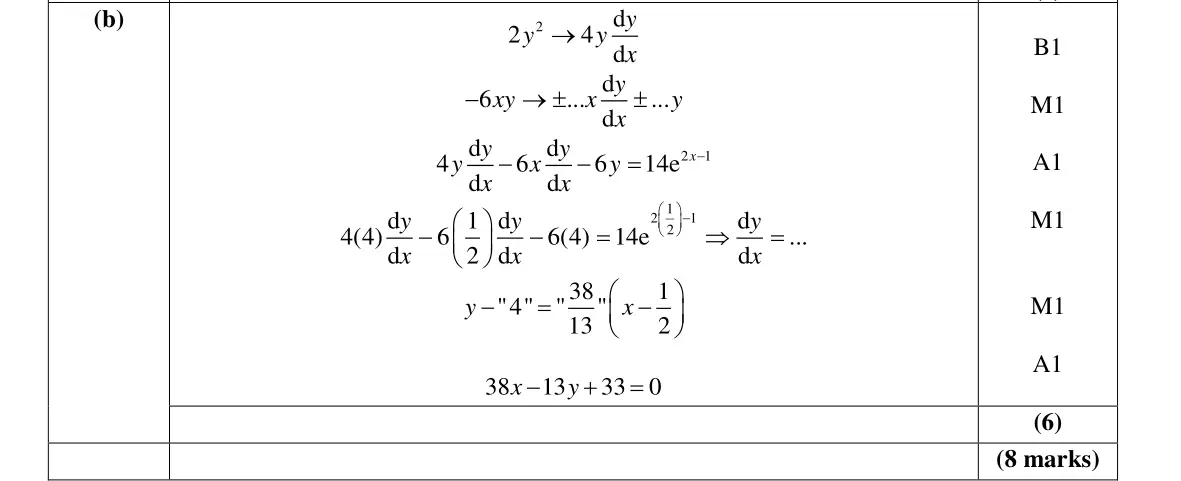 (b)
2y² → 4y dy/dx
B1
−6xy → ±...x dy/dx ± ...y
M1
4y dy/dx − 6x dy/dx − 6y = 14e^(2x−1)
A1
4(4) dy/dx − 6(1/2) dy/dx − 6(4) = 14e^(2(1/2)−1) ⇒ dy/dx = ...
M1
y − "4" = "38/13"(x − 1/2)
M1
38x − 13y + 33 = 0
A1
(6)
(8 marks)